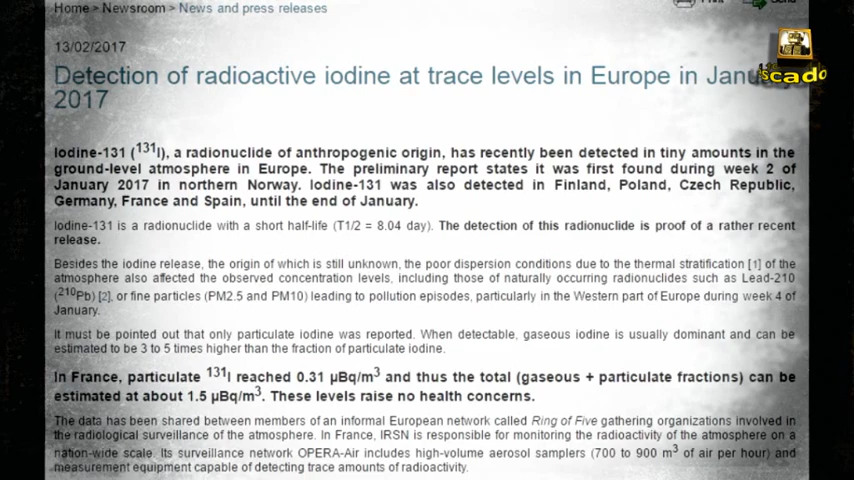 Home > Newsroom > News and press releases
13/02/2017
Detection of radioactive iodine at trace levels in Europe in
2017
Iodine-131 (131I), a radionuclide of anthropogenic origin, has recently been detected in tiny amounts in the
ground-level atmosphere in Europe. The preliminary report states it was first found during week 2 of
January 2017 in northern Norway. Iodine-131 was also detected in Finland, Poland, Czech Republic,
Germany, France and Spain, until the end of January.
Iodine-131 is a radionuclide with a short half-life (T1/2 = 8.04 day). The detection of this radionuclide is proof of a rather recent
release.
Besides the iodine release, the origin of which is still unknown, the poor dispersion conditions due to the thermal stratification [1] of the
atmosphere also affected the observed concentration levels, including those of naturally occurring radionuclides such as Lead-210
(210Pb) [2], or fine particles (PM2.5 and PM10) leading to pollution episodes, particularly in the Western part of Europe during week 4 of
January.
It must be pointed out that only particulate iodine was reported. When detectable, gaseous iodine is usually dominant and can be
estimated to be 3 to 5 times higher than the fraction of particulate iodine.
In France, particulate 131I reached 0.31 µBq/m3 and thus the total (gaseous + particulate fractions) can be
estimated at about 1.5 µBq/m3. These levels raise no health concerns.
The data has been shared between members of an informal European network called Ring of Five gathering organizations involved in
the radiological surveillance of the atmosphere. In France, IRSN is responsible for monitoring the radioactivity of the atmosphere on a
nation-wide scale. Its surveillance network OPERA-Air includes high-volume aerosol samplers (700 to 900 m3 of air per hour) and
measurement equipment capable of detecting trace amounts of radioactivity.